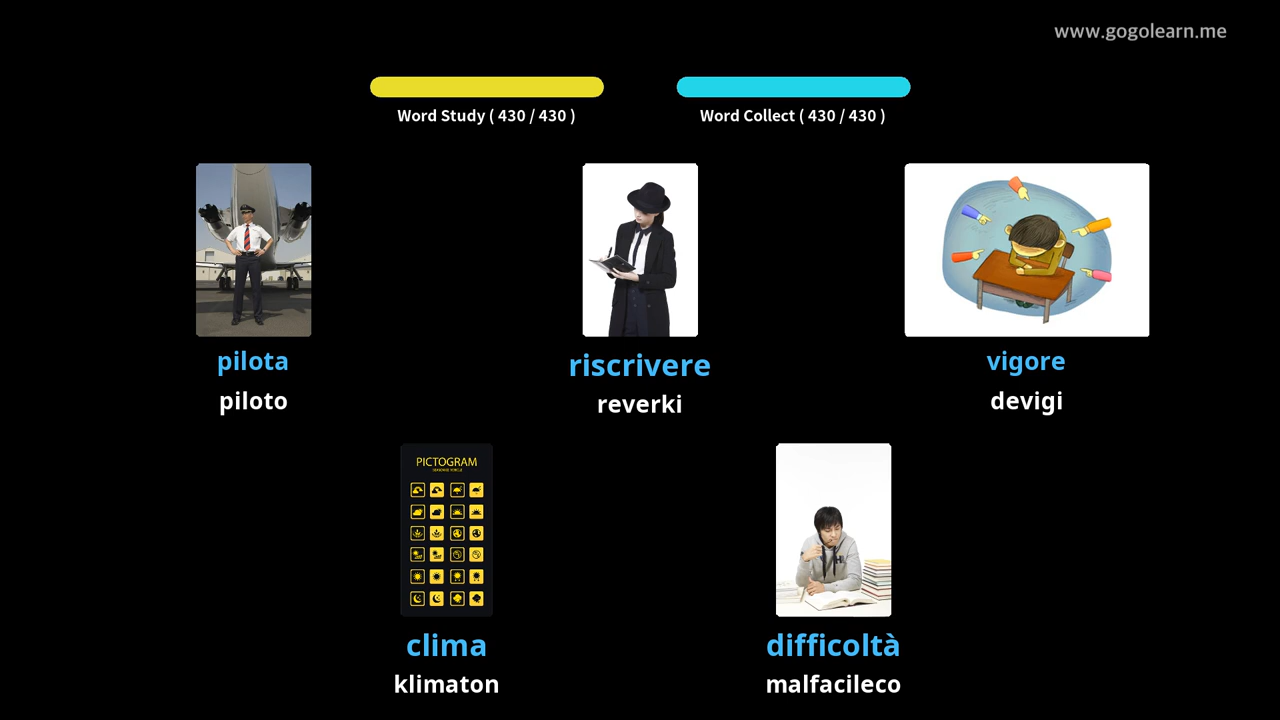 www.gogolearn.me
Word Study ( 430 / 430 )
Word Collect ( 430 / 430 )
pilota
piloto
riscrivere
reverki
vigore
devigi
PICTOGRAM
clima
klimaton
difficoltà
malfacileco